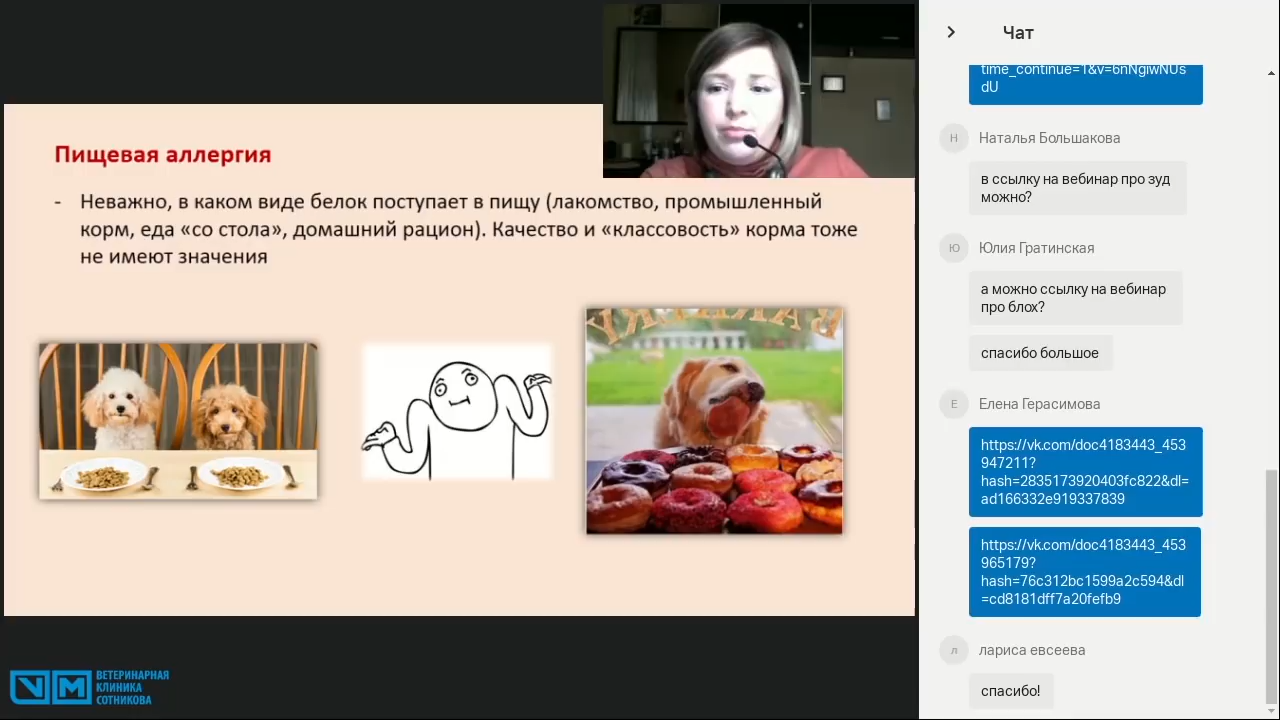 Пищевая аллергия
- Неважно, в каком виде белок поступает в пищу (лакомство, промышленный
корм, еда «со стола», домашний рацион). Качество и «классовость» корма тоже
не имеют значения
VM ВЕТЕРИНАРНАЯ
КЛИНИКА
СОТНИКОВА
Чат
time_continue=1&v=6nNgiwNUs
dU
Н Наталья Большакова
в ссылку на вебинар про зуд
можно?
Ю Юлия Гратинская
а можно ссылку на вебинар
про блох?
спасибо большое
Е Елена Герасимова
https://vk.com/doc4183443_453
947211?
hash=2835173920403fc822&dl=
ad166332e919337839
https://vk.com/doc4183443_453
965179?
hash=76c312bc1599a2c594&dl
=cd8181dff7a20fefb9
л лариса евсеева
спасибо!